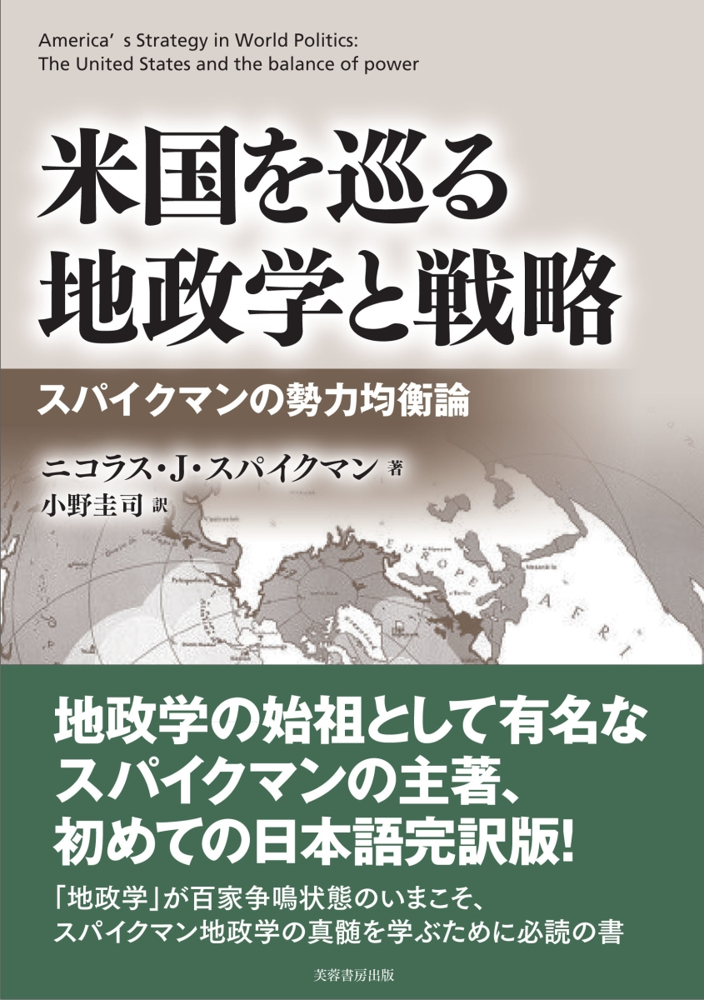 America’s Strategy in World Politics:
The United States and the balance of power
米国を巡る
地政学と戦略
スパイクマンの勢力均衡論
ニコラス・J・スパイクマン 著
小野圭司 訳
EUROPE
AFRI
地政学の始祖として有名な
スパイクマンの主著、
初めての日本語完訳版!
「地政学」が百家争鳴状態のいまこそ、
スパイクマン地政学の真髄を学ぶために必読の書
芙蓉書房出版